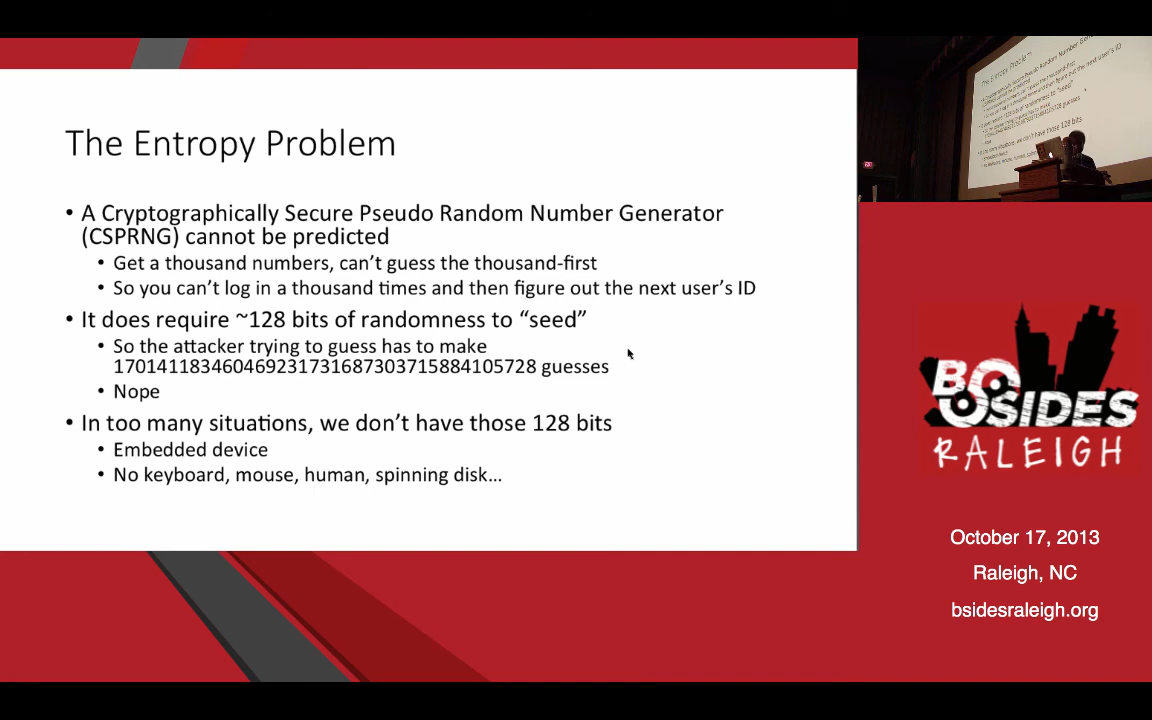 The Entropy Problem
• A Cryptographically Secure Pseudo Random Number Generator
(CSPRNG) cannot be predicted
• Get a thousand numbers, can't guess the thousand-first
• So you can't log in a thousand times and then figure out the next user's ID
• It does require ~128 bits of randomness to "seed"
• So the attacker trying to guess has to make
170141183460469231731687303715884105728 guesses
• Nope
• In too many situations, we don't have those 128 bits
• Embedded device
• No keyboard, mouse, human, spinning disk...
BSIDES
RALEIGH
October 17, 2013
Raleigh, NC
bsidesraleigh.org